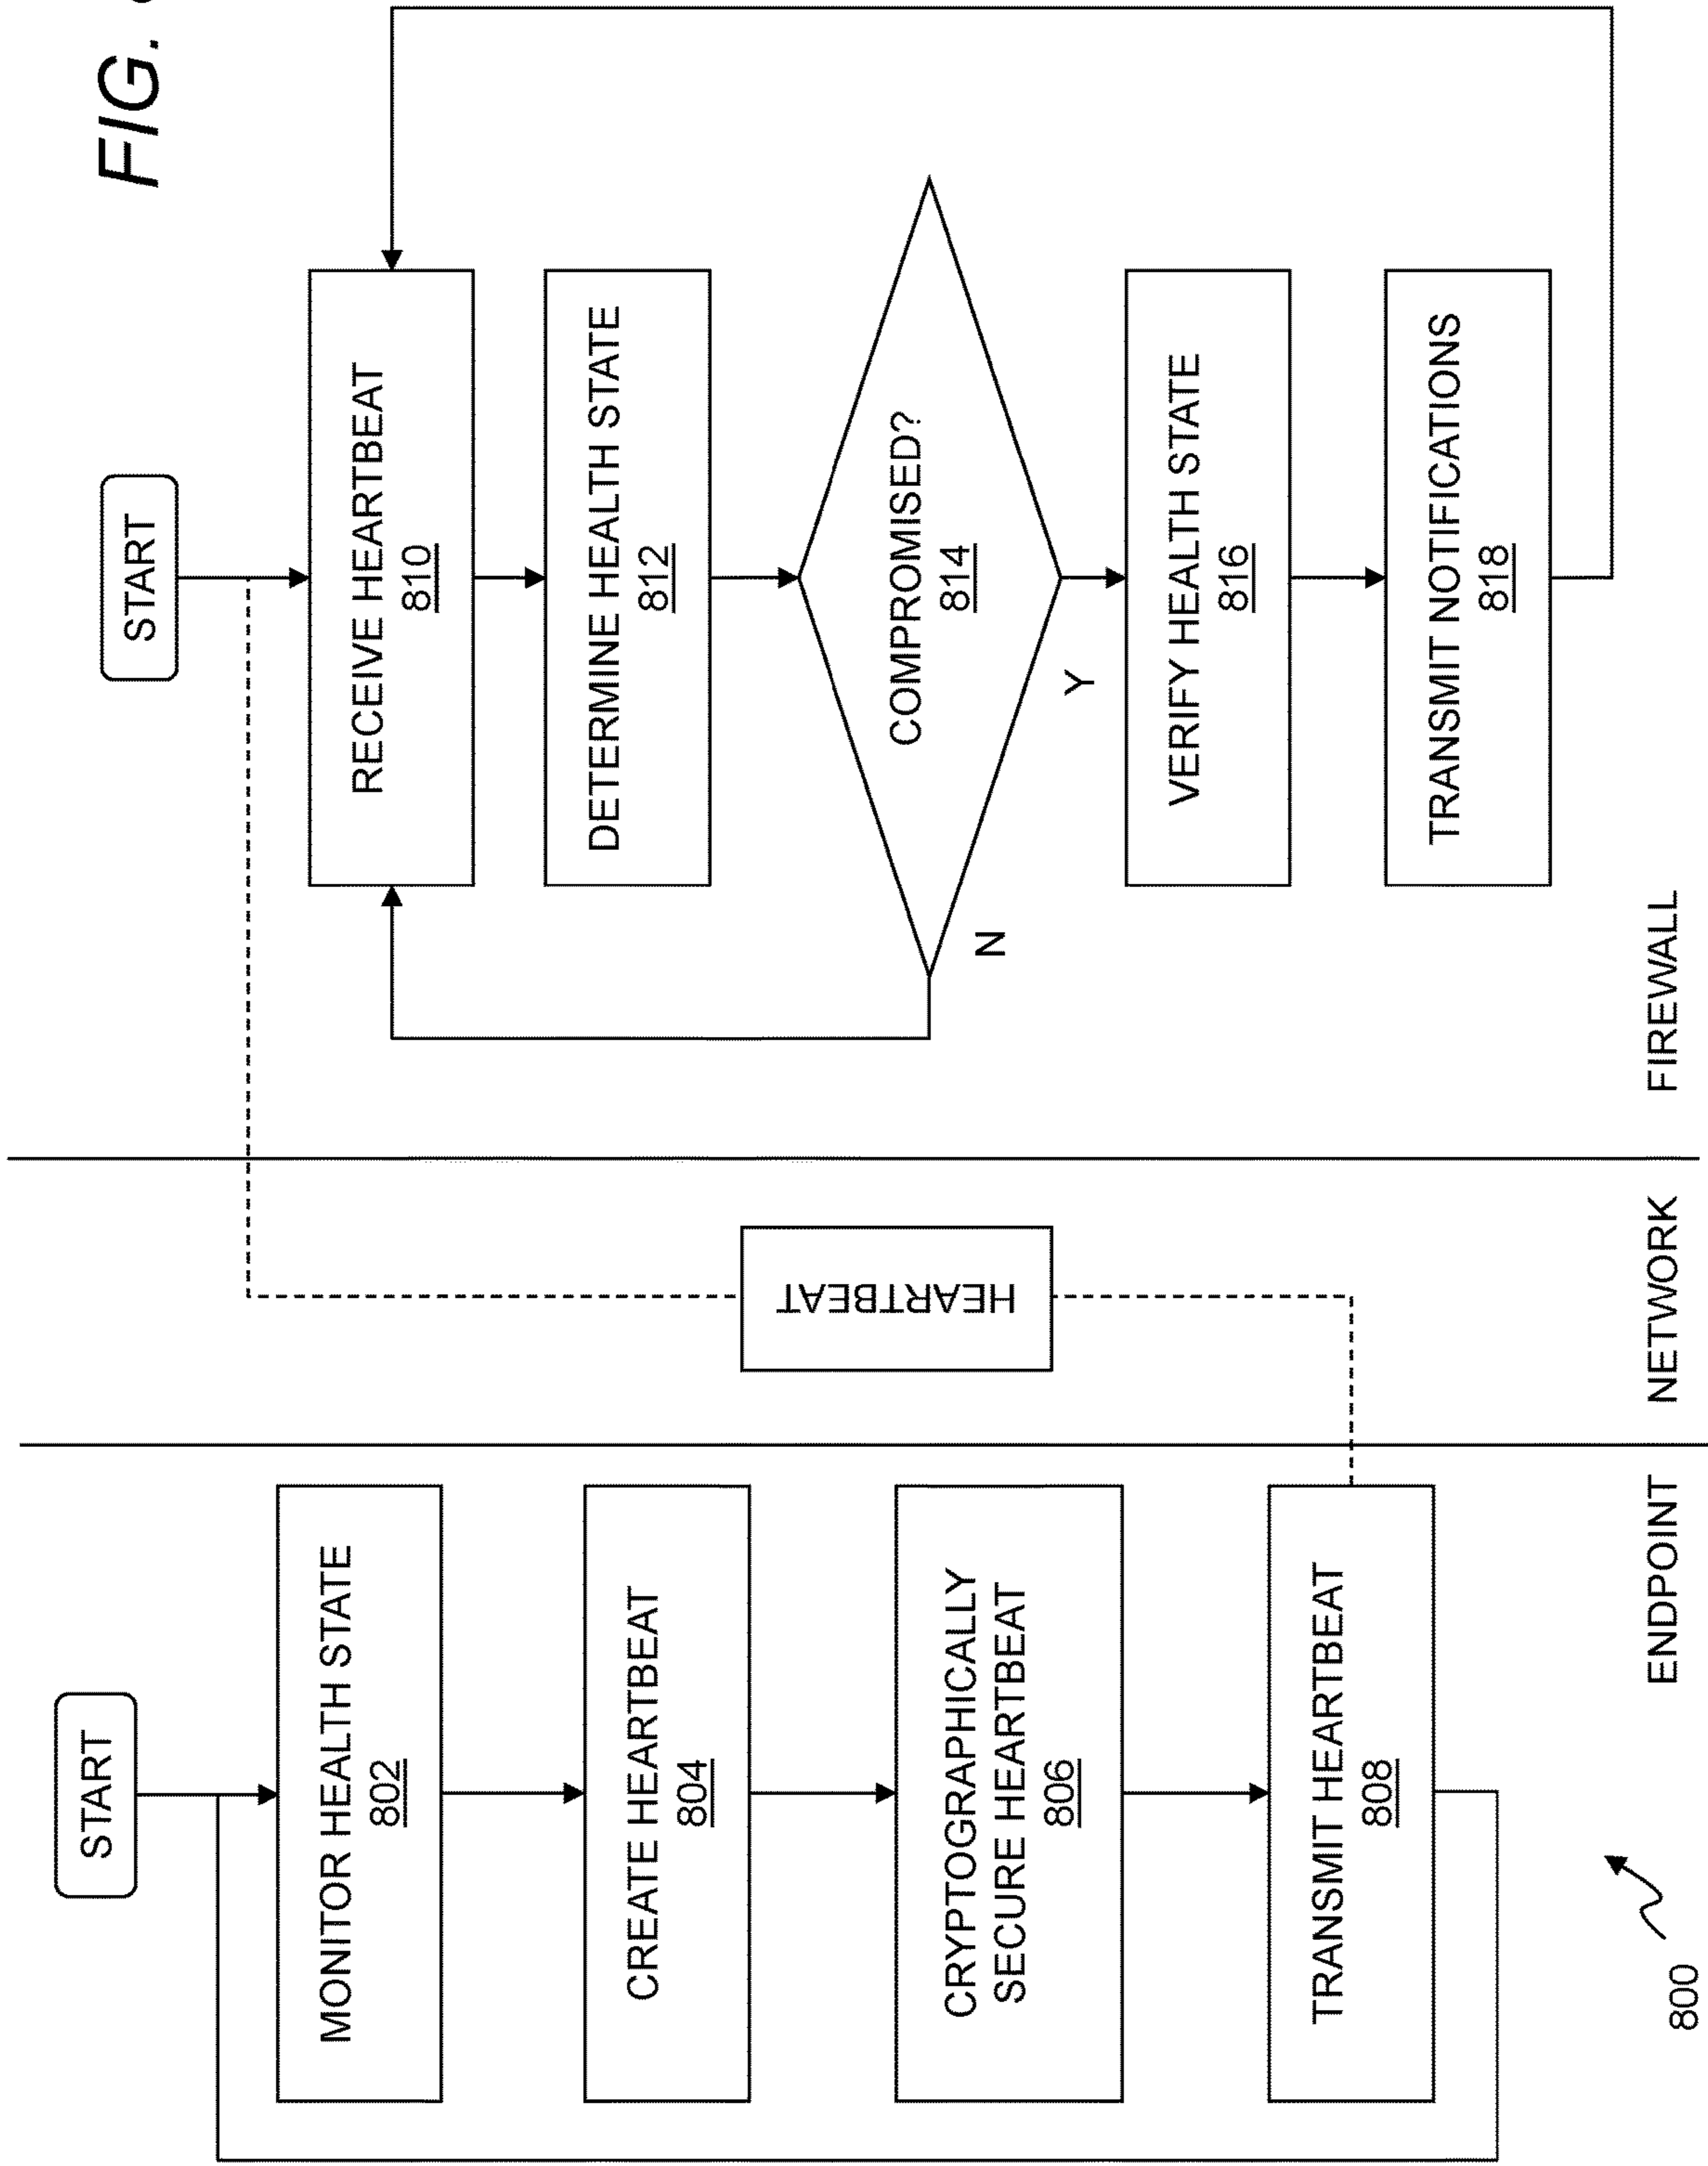 FIG.
START
MONITOR HEALTH STATE
802
CREATE HEARTBEAT
804
CRYPTOGRAPHICALLY
SECURE HEARTBEAT
806
TRANSMIT HEARTBEAT
808
800
ENDPOINT
HEARTBEAT
NETWORK
START
RECEIVE HEARTBEAT
810
DETERMINE HEALTH STATE
812
COMPROMISED?
814
N
Y
VERIFY HEALTH STATE
816
TRANSMIT NOTIFICATIONS
818
FIREWALL